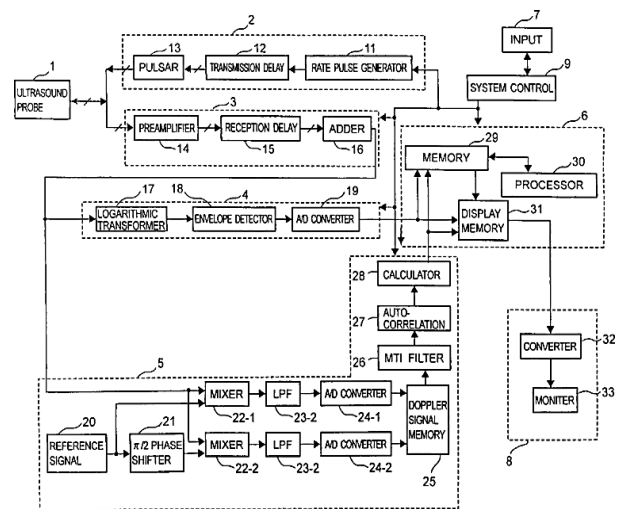 2
7
INPUT
1
13
12
11
PULSAR
TRANSMISSION DELAY
RATE PULSE GENERATOR
9
SYSTEM CONTROL
ULTRASOUND
PROBE
3
6
PREAMPLIFIER
RECEPTION DELAY
ADDER
14
15
16
29
MEMORY
30
PROCESSOR
17
18
4
19
LOGARITHMIC
TRANSFORMER
ENVELOPE DETECTOR
A/D CONVERTER
31
DISPLAY
MEMORY
28
CALCULATOR
27
AUTO-
CORRELATION
26
MTI FILTER
32
CONVERTER
33
MONITER
8
5
MIXER
LPF
A/D CONVERTER
22-1
23-2
24-1
DOPPLER
SIGNAL
MEMORY
25
20
21
REFERENCE
SIGNAL
π/2 PHASE
SHIFTER
MIXER
LPF
A/D CONVERTER
22-2
23-2
24-2